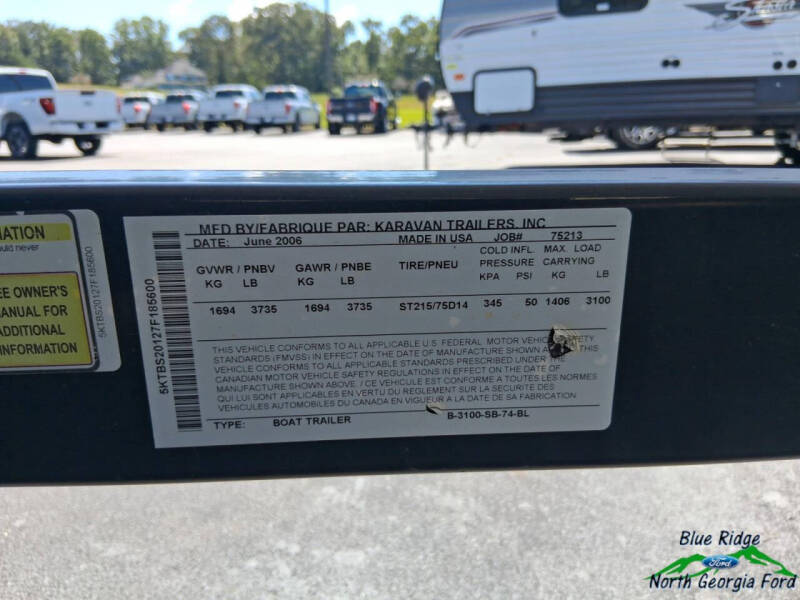 MFD BY/FABRIQUE PAR: KARAVAN TRAILERS, INC
DATE: June 2006 MADE IN USA JOB# 75213
GVWR / PNBV GAWR / PNBE TIRE/PNEU COLD INFL. PRESSURE MAX. LOAD CARRYING
KG LB KG LB KPA PSI KG LB
1694 3735 1694 3735 ST215/75D14 345 50 1406 3100
THIS VEHICLE CONFORMS TO ALL APPLICABLE U.S. FEDERAL MOTOR VEHICLE SAFETY
STANDARDS (FMVSS) IN EFFECT ON THE DATE OF MANUFACTURE SHOWN ABOVE. / THIS
VEHICLE CONFORMS TO ALL APPLICABLE STANDARDS PRESCRIBED UNDER THE
CANADIAN MOTOR VEHICLE SAFETY REGULATIONS IN EFFECT ON THE DATE OF
MANUFACTURE SHOWN ABOVE. / CE VEHICULE EST CONFORME A TOUTES LES NORMES
QUI LUI SONT APPLICABLES EN VERTU DU REGLEMENT SUR LA SECURITE DES
VEHICULES AUTOMOBILES DU CANADA EN VIGUEUR A LA DATE DE SA FABRICATION
TYPE: BOAT TRAILER B-3100-SB-74-BL
5KTBS20127F185600
MATION
ould never
EE OWNER'S
MANUAL FOR
ADDITIONAL
INFORMATION
5KTBS20127F185600
Blue Ridge
Ford
North Georgia Ford